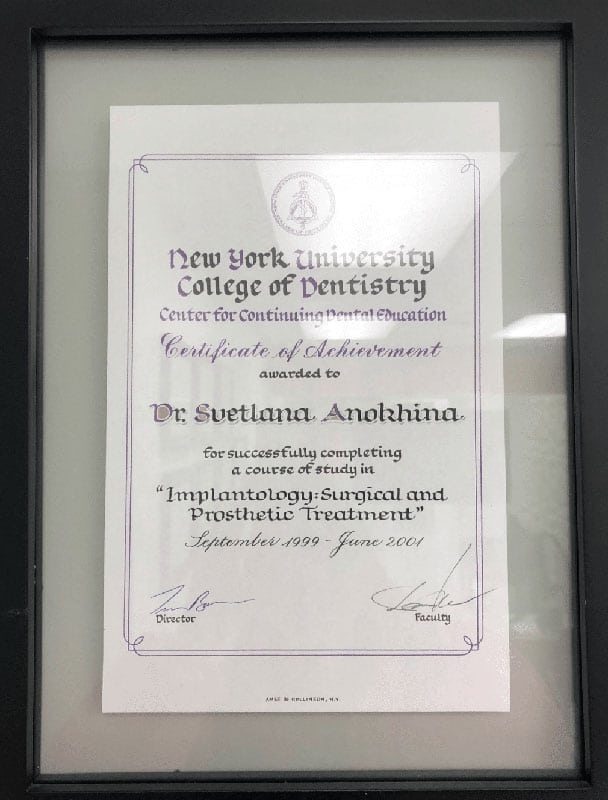 New York University
College of Dentistry
Center for Continuing Dental Education
Certificate of Achievement
awarded to
Dr. Svetlana Anokhina
for successfully completing
a course of study in
"Implantology: Surgical and
Prosthetic Treatment"
September 1999 - June 2001
Director
Faculty